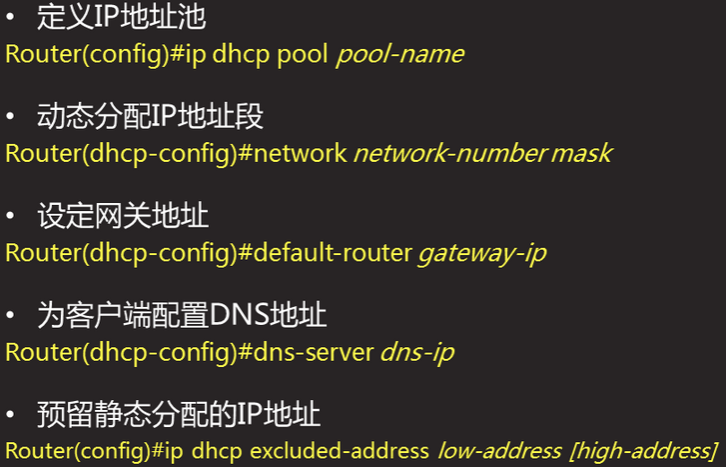 • 定义IP地址池
Router(config)#ip dhcp pool pool-name
• 动态分配IP地址段
Router(dhcp-config)#network network-number mask
• 设定网关地址
Router(dhcp-config)#default-router gateway-ip
• 为客户端配置DNS地址
Router(dhcp-config)#dns-server dns-ip
• 预留静态分配的IP地址
Router(config)#ip dhcp excluded-address low-address [high-address]